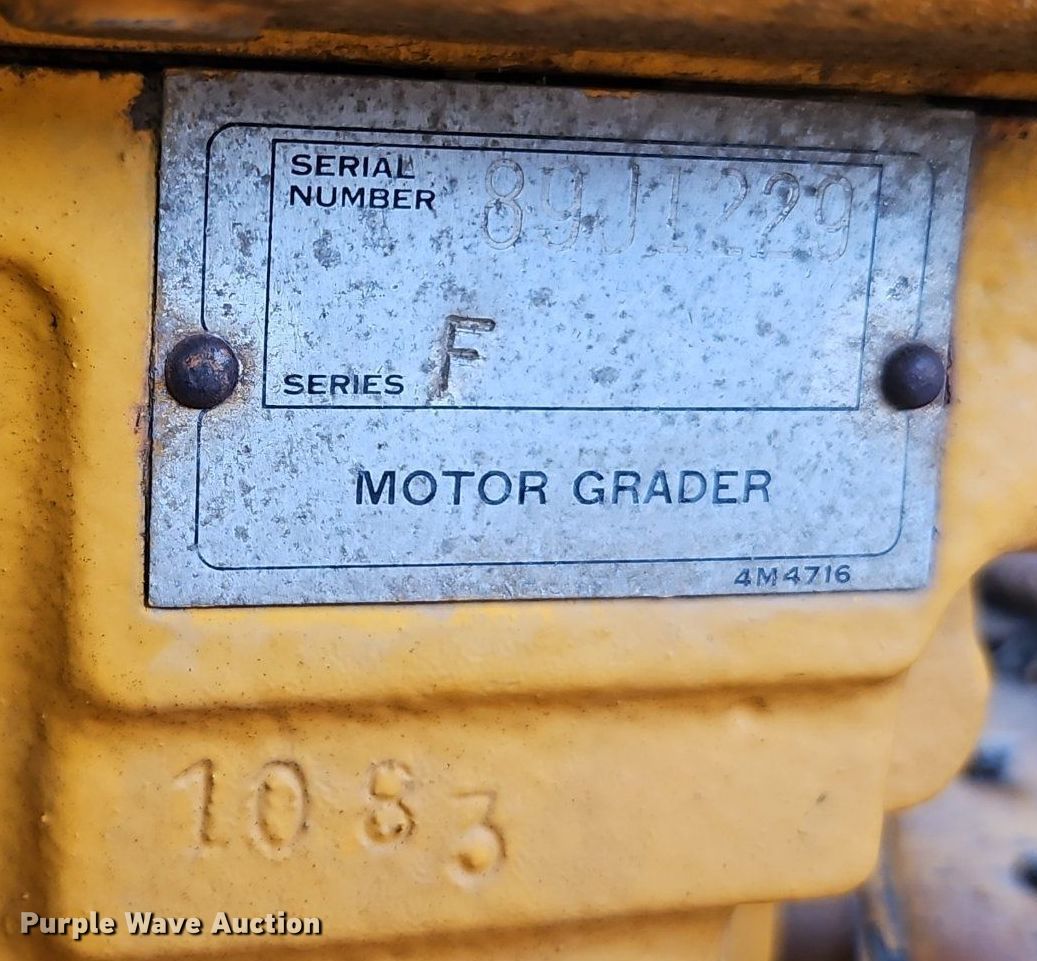 SERIAL
NUMBER 89J1229
SERIES F
MOTOR GRADER
4M4716
1083
Purple Wave Auction